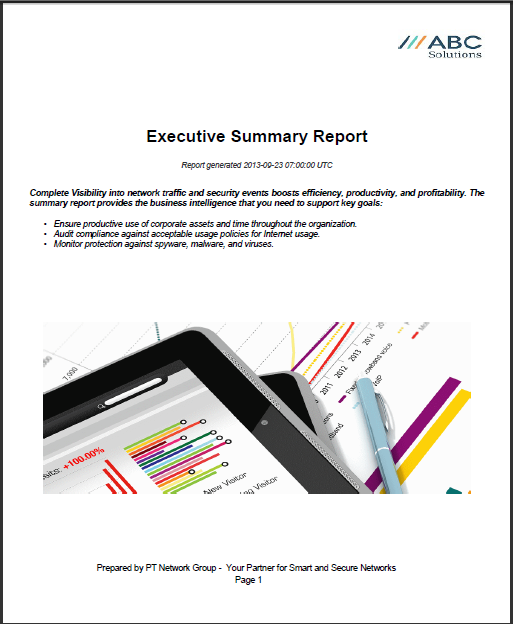 ABC
Solutions
Executive Summary Report
Report generated 2013-09-23 07:00:00 UTC
Complete Visibility into network traffic and security events boosts efficiency, productivity, and profitability. The
summary report provides the business intelligence that you need to support key goals:
• Ensure productive use of corporate assets and time throughout the organization.
• Audit compliance against acceptable usage policies for Internet usage.
• Monitor protection against spyware, malware, and viruses.
7,000
2011 2012 2013 2014
+100.00%
New Visitor
Visitor
Prepared by PT Network Group - Your Partner for Smart and Secure Networks
Page 1